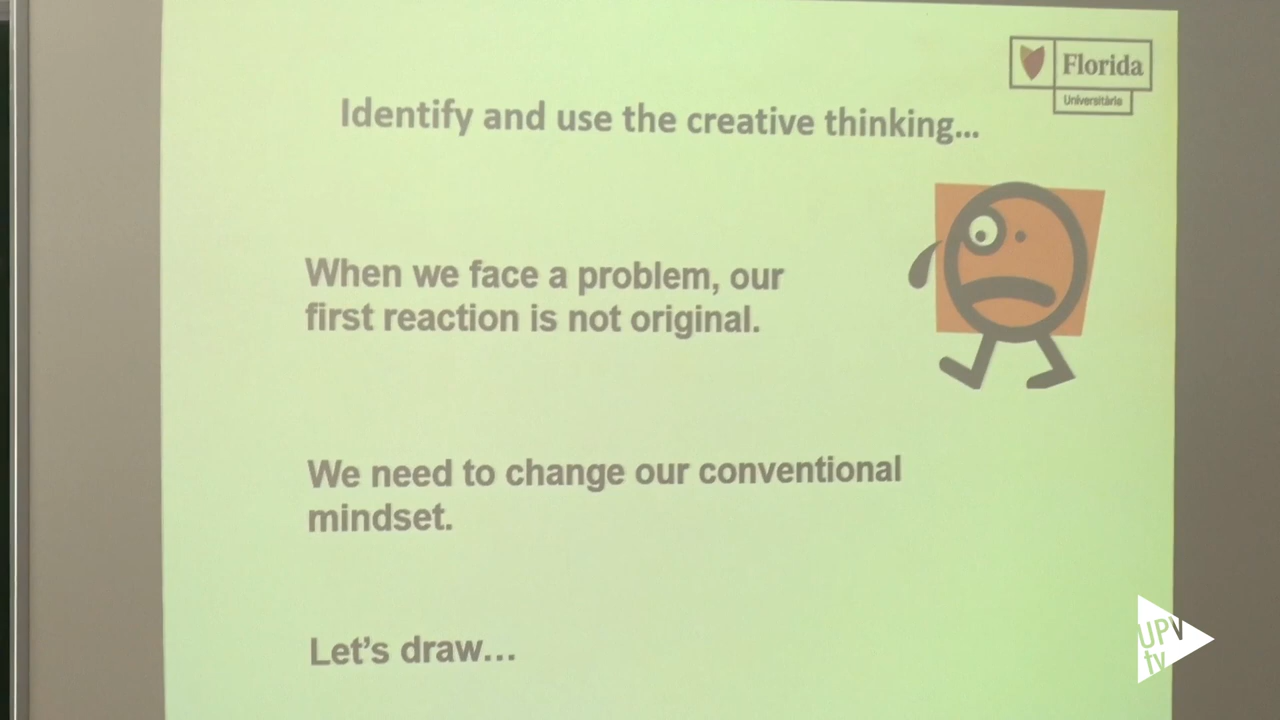 Florida
Universitària
Identify and use the creative thinking...
When we face a problem, our
first reaction is not original.
We need to change our conventional
mindset.
Let's draw...
UPV
tv